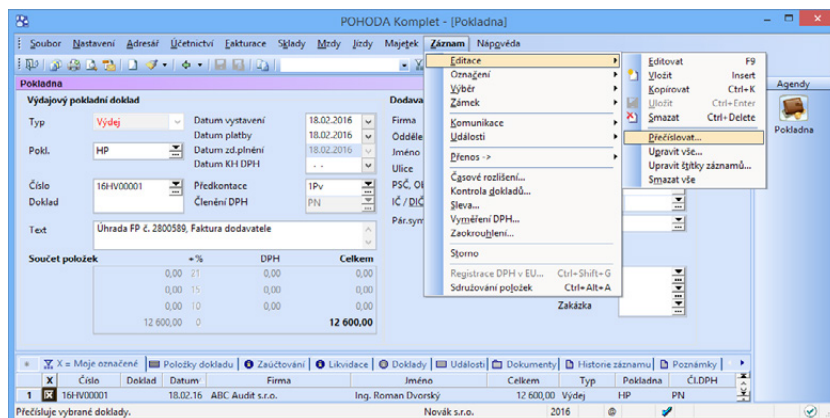 POHODA Komplet - [Pokladna]
Soubor Nastavení Adresář Účetnictví Fakturace Sklady Mzdy Jízdy Majetek Záznam Nápověda
Pokladna
Výdajový pokladní doklad
Typ Výdej
Pokl. HP
Číslo 16HV00001
Doklad
Datum vystavení 18.02.2016
Datum platby 18.02.2016
Datum zd.plnění 18.02.2016
Datum KH DPH . .
Předkontace 1Pv
Členění DPH PN
Text Úhrada FP č. 2800589, Faktura dodavatele
Součet položek +% DPH Celkem
0,00 21 0,00 0,00
0,00 15 0,00 0,00
0,00 10 0,00 0,00
12 600,00 0 12 600,00
Dodava
Firma
Odděle
Jméno
Ulice
PSČ, Ob
IČ / DIČ
Pár.sym
Zakázka
Editace
Označení
Výběr
Zámek
Komunikace
Události
Přenos ->
Časové rozlišení...
Kontrola dokladů...
Sleva...
Vyměření DPH...
Zaokrouhlení...
Storno
Registrace DPH v EU... Ctrl+Shift+G
Sdružování položek Ctrl+Alt+A
Editovat F9
Vložit Insert
Kopírovat Ctrl+K
Uložit Ctrl+Enter
Smazat Ctrl+Delete
Přečíslovat...
Upravit vše...
Upravit štítky záznamů...
Smazat vše
Agendy
Pokladna
X = Moje označené Položky dokladu Zaúčtování Likvidace Doklady Události Dokumenty Historie záznamu Poznámky
X Číslo Doklad Datum Firma Jméno Celkem Typ Pokladna Čl.DPH
1 16HV00001 18.02.16 ABC Audit s.r.o. Ing. Roman Dvorský 12 600,00 Výdej HP PN
Přečísluje vybrané doklady. Novák s.r.o. 2016 @